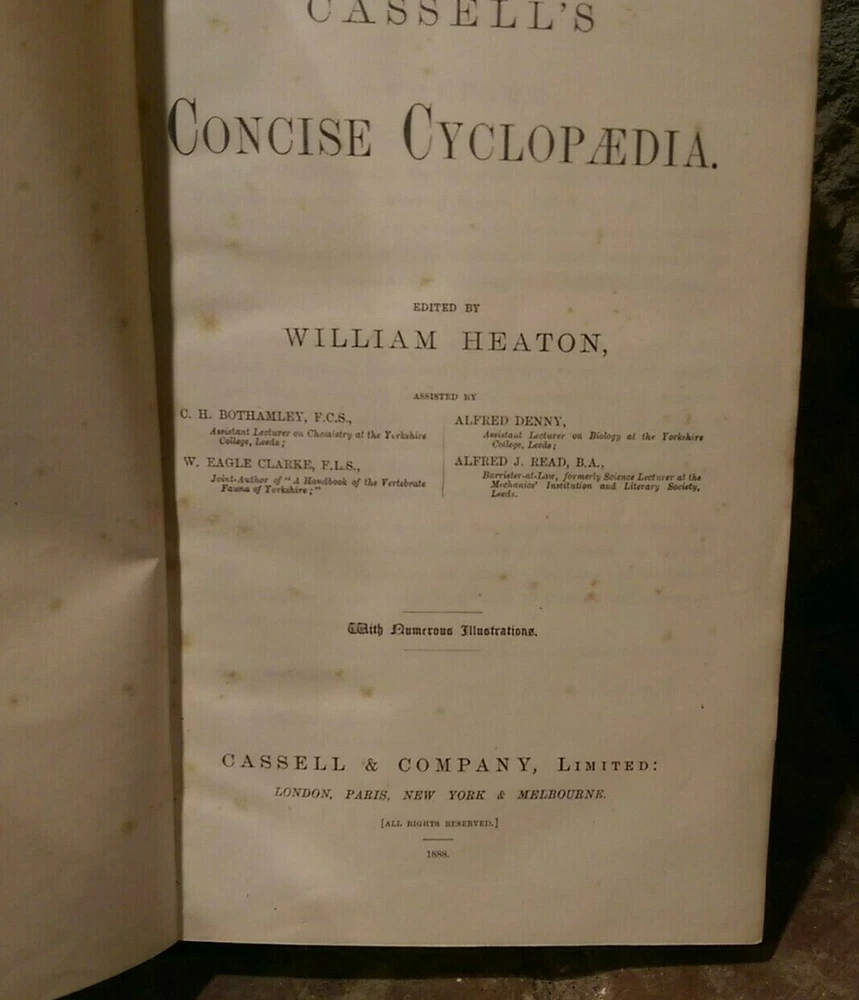 CASSELL'S
CONCISE CYCLOPÆDIA.
EDITED BY
WILLIAM HEATON,
ASSISTED BY
C. H. BOTHAMLEY, F.C.S.,
Assistant Lecturer on Chemistry at the Yorkshire
College, Leeds;
W. EAGLE CLARKE, F.L.S.,
Joint-Author of "A Handbook of the Vertebrate
Fauna of Yorkshire;"
ALFRED DENNY,
Assistant Lecturer on Biology at the Yorkshire
College, Leeds;
ALFRED J. READ, B.A.,
Barrister-at-Law, formerly Science Lecturer at the
Mechanics' Institution and Literary Society,
Leeds.
With Numerous Illustrations.
CASSELL & COMPANY, LIMITED:
LONDON, PARIS, NEW YORK & MELBOURNE.
[ALL RIGHTS RESERVED.]
1888.